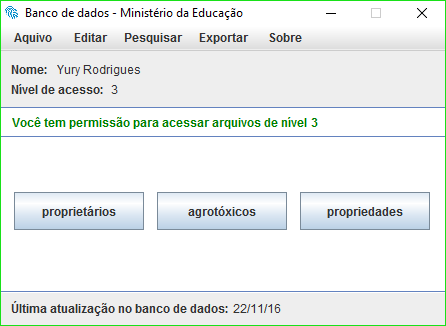 Banco de dados - Ministério da Educação
Aquivo Editar Pesquisar Exportar Sobre
Nome: Yury Rodrigues
Nível de acesso: 3
Você tem permissão para acessar arquivos de nível 3
proprietários agrotóxicos propriedades
Última atualização no banco de dados: 22/11/16